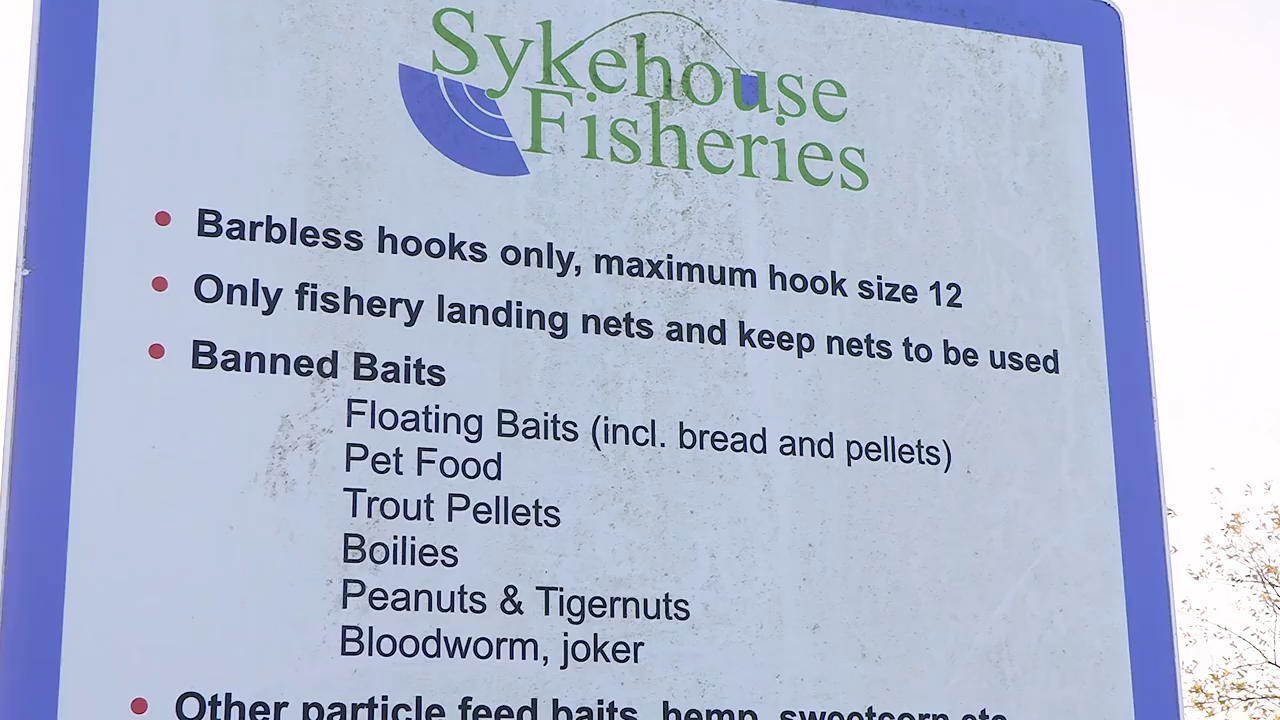 Sykehouse
Fisheries
Barbless hooks only, maximum hook size 12
Only fishery landing nets and keep nets to be used
Banned Baits
Floating Baits (incl. bread and pellets)
Pet Food
Trout Pellets
Boilies
Peanuts & Tigernuts
Bloodworm, joker
Other particle feed baits, hemp, sweetcorn etc